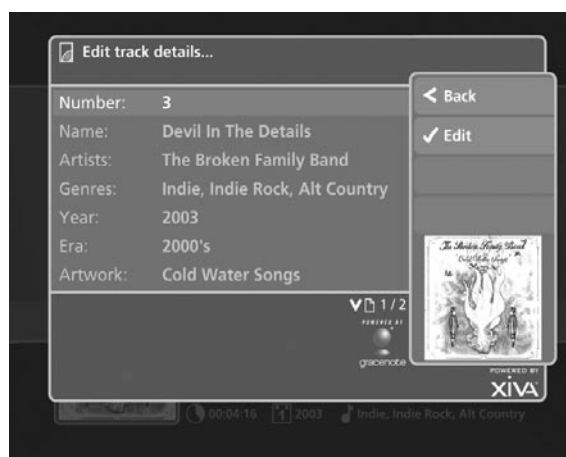 Edit track details...
Number: 3
Name: Devil In The Details
Artists: The Broken Family Band
Genres: Indie, Indie Rock, Alt Country
Year: 2003
Era: 2000's
Artwork: Cold Water Songs
Back
Edit
The Broken Family Band
Cold Water Songs
1/2
POWERED BY
gracenote
POWERED BY
XiVA
00:04:16 1 2003 Indie, Indie Rock, Alt Country